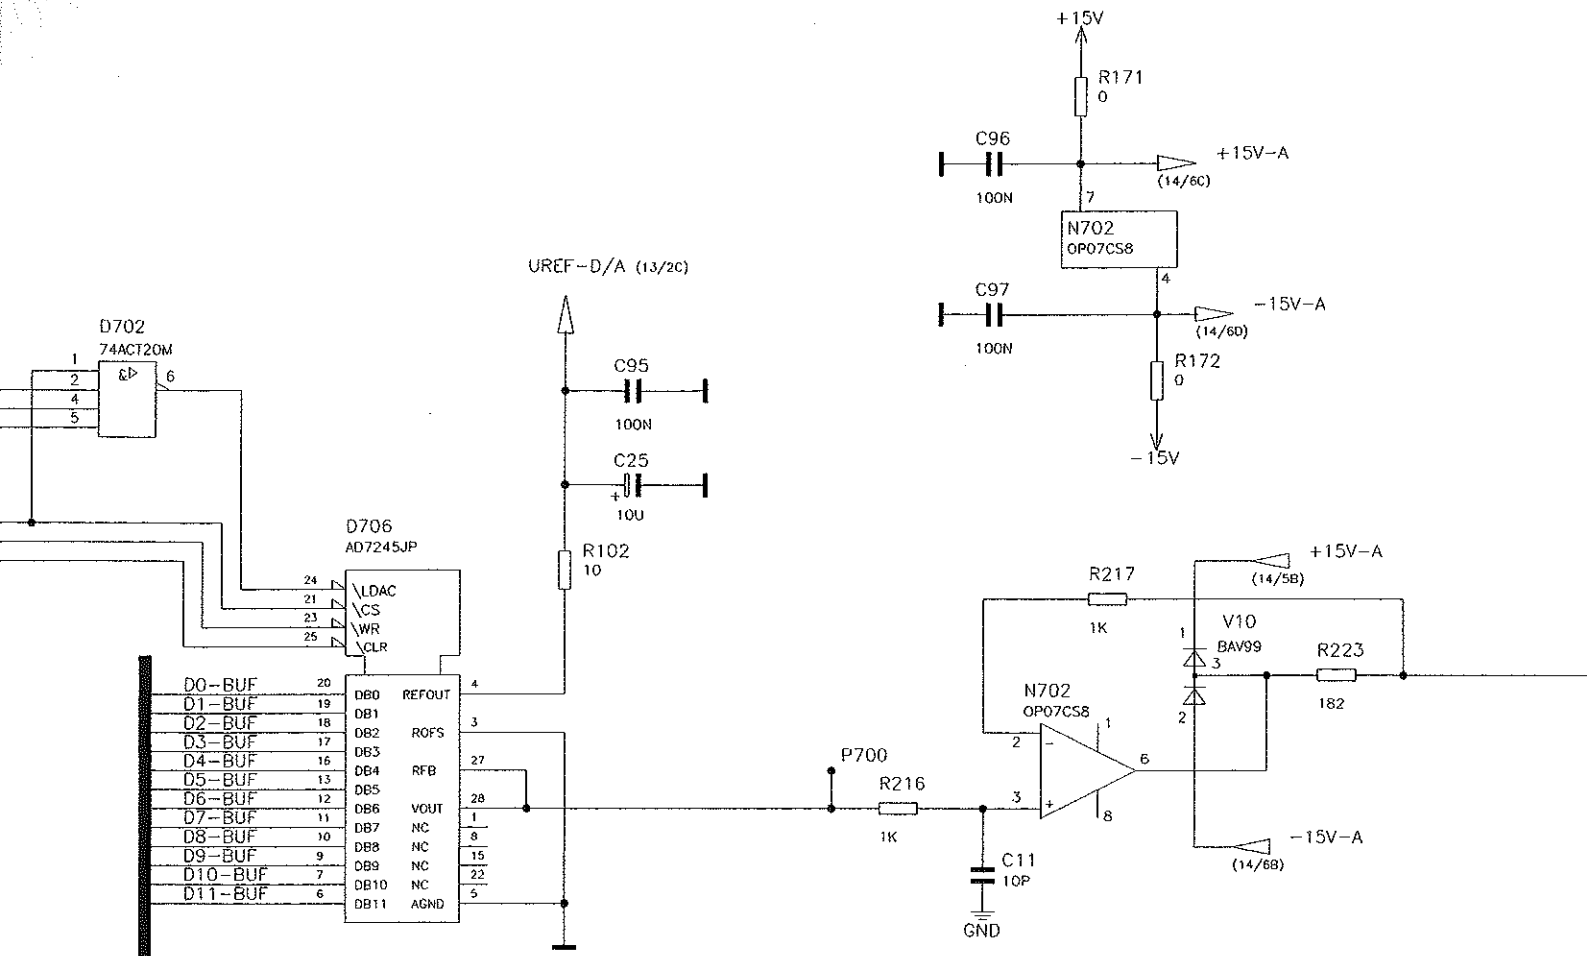 +15V
R171
0
C96
100N
+15V-A
(14/6C)
7
N702
OP07CS8
4
C97
100N
-15V-A
(14/6D)
R172
0
-15V
UREF-D/A (13/2C)
C95
100N
C25
+
10U
R102
10
D702
74ACT20M
1
2
4
5
&
6
D706
AD7245JP
24 \LDAC
21 \CS
23 \WR
25 \CLR
D0-BUF 20 DB0 REFOUT 4
D1-BUF 19 DB1
D2-BUF 18 DB2 ROFS 3
D3-BUF 17 DB3
D4-BUF 16 DB4 RFB 27
D5-BUF 13 DB5
D6-BUF 12 DB6 VOUT 28
D7-BUF 11 DB7 NC 1
D8-BUF 10 DB8 NC 8
D9-BUF 9 DB9 NC 15
D10-BUF 7 DB10 NC 22
D11-BUF 6 DB11 AGND 5
P700
R216
1K
C11
10P
GND
R217
1K
N702
OP07CS8
2 -
3 +
1
8
6
+15V-A
(14/5B)
V10
BAV99
1
3
2
R223
182
-15V-A
(14/6B)